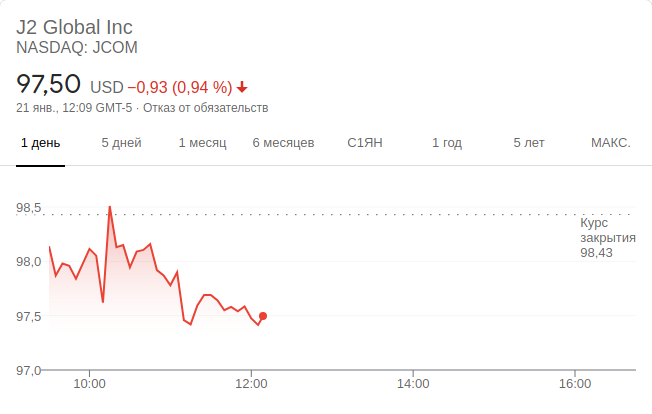 J2 Global Inc
NASDAQ: JCOM
97,50 USD −0,93 (0,94 %)
21 янв., 12:09 GMT-5 · Отказ от обязательств
1 день 5 дней 1 месяц 6 месяцев С1ЯН 1 год 5 лет МАКС.
98,5
Курс
закрытия
98,43
98,0
97,5
97,0
10:00 12:00 14:00 16:00